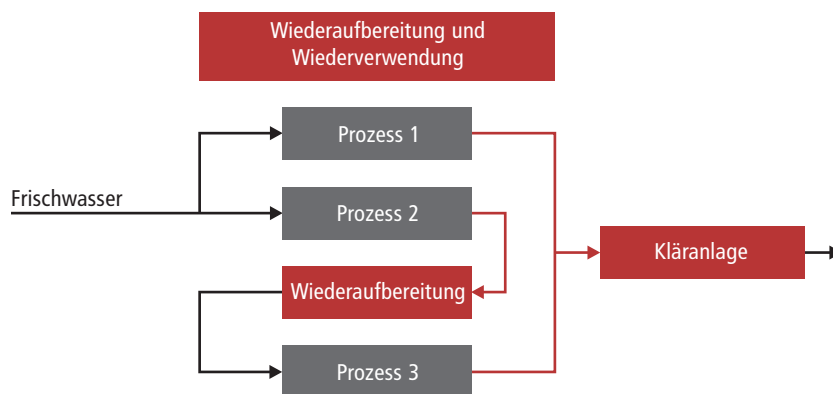 Wiederaufbereitung und
Wiederverwendung
Prozess 1
Frischwasser
Prozess 2
Kläranlage
Wiederaufbereitung
Prozess 3